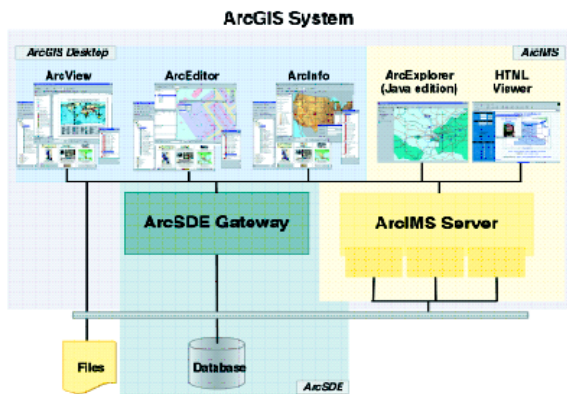 ArcGIS System
ArcGIS Desktop
ArcIMS
ArcView
ArcEditor
ArcInfo
ArcExplorer
(Java edition)
HTML
Viewer
ArcSDE Gateway
ArcIMS Server
Files
Database
ArcSDE